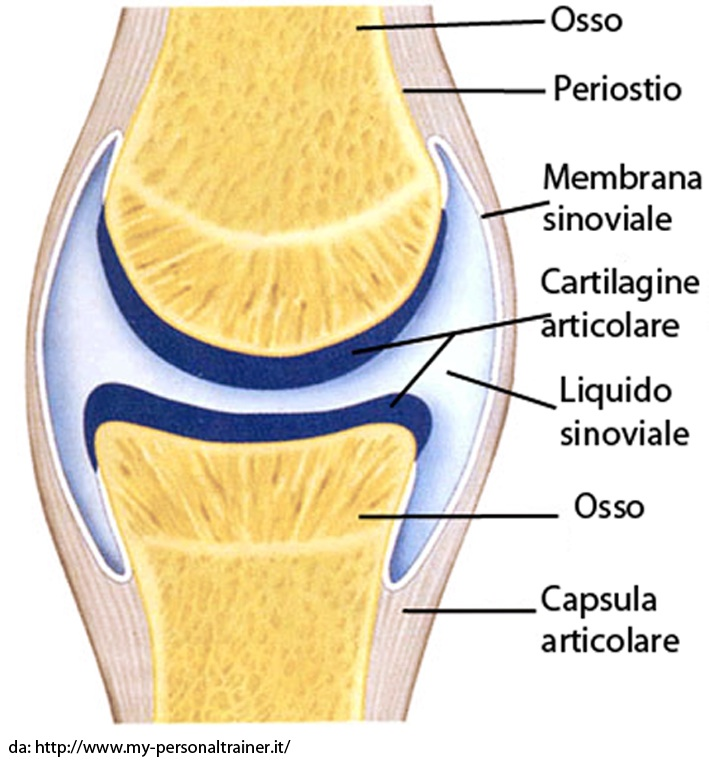 Osso
Periostio
Membrana
sinoviale
Cartilagine
articolare
Liquido
sinoviale
Osso
Capsula
articolare
da: http://www.my-personaltrainer.it/